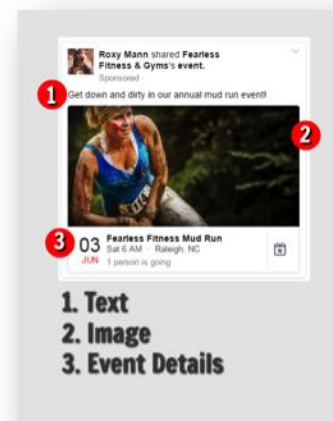 Roxy Mann shared Fearless
Fitness & Gyms's event.
Sponsored ·
1 Get down and dirty in our annual mud run event!
2
3 03 Fearless Fitness Mud Run
Sat 6 AM · Raleigh, NC
JUN 1 person is going
1. Text
2. Image
3. Event Details